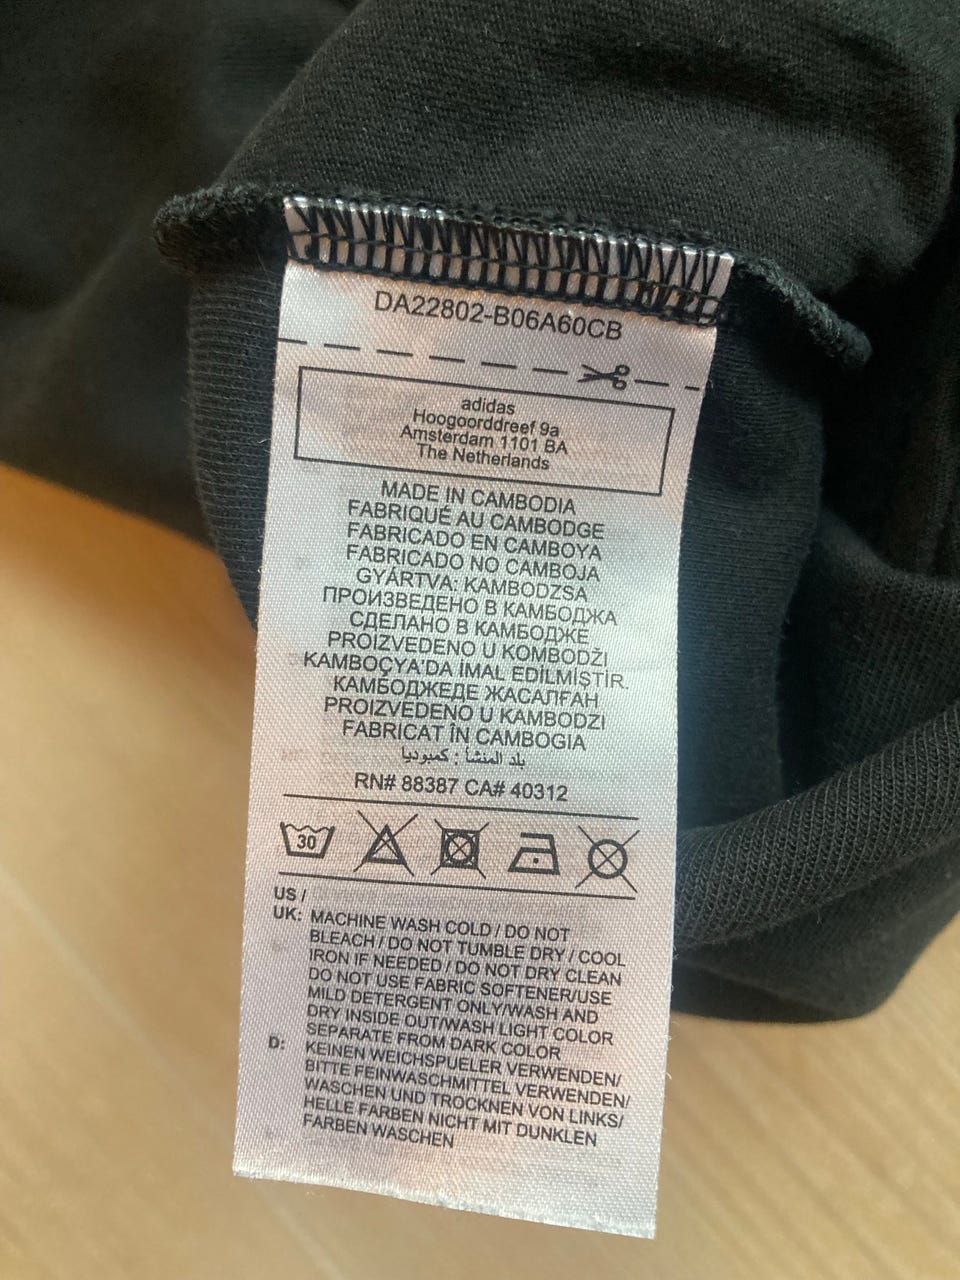 DA22802-B06A60CB
adidas
Hoogoorddreef 9a
Amsterdam 1101 BA
The Netherlands
MADE IN CAMBODIA
FABRIQUÉ AU CAMBODGE
FABRICADO EN CAMBOYA
FABRICADO NO CAMBOJA
GYÁRTVA: KAMBODZSA
ПРОИЗВЕДЕНО В КАМБОДЖА
СДЕЛАНО В КАМБОДЖЕ
PROIZVEDENO U KOMBODŽI
KAMBOÇYA'DA İMAL EDİLMİŞTİR.
КАМБОДЖЕДЕ ЖАСАЛҒАН
PROIZVEDENO U KAMBODZI
FABRICAT ÎN CAMBOGIA
بلد المنشأ : كمبوديا
RN# 88387 CA# 40312
30
US /
UK: MACHINE WASH COLD / DO NOT
BLEACH / DO NOT TUMBLE DRY / COOL
IRON IF NEEDED / DO NOT DRY CLEAN
DO NOT USE FABRIC SOFTENER/USE
MILD DETERGENT ONLY/WASH AND
DRY INSIDE OUT/WASH LIGHT COLOR
SEPARATE FROM DARK COLOR
D: KEINEN WEICHSPUELER VERWENDEN/
BITTE FEINWASCHMITTEL VERWENDEN/
WASCHEN UND TROCKNEN VON LINKS/
HELLE FARBEN NICHT MIT DUNKLEN
FARBEN WASCHEN